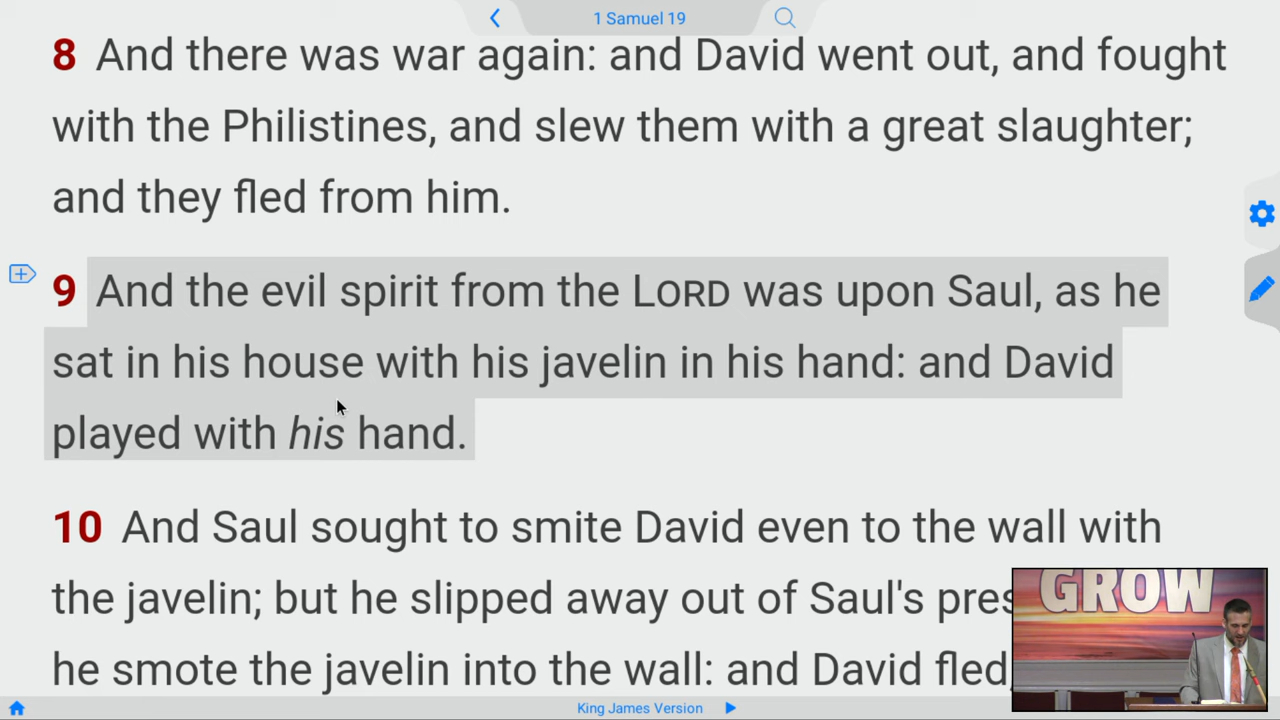 1 Samuel 19
8 And there was war again: and David went out, and fought
with the Philistines, and slew them with a great slaughter;
and they fled from him.
9 And the evil spirit from the LORD was upon Saul, as he
sat in his house with his javelin in his hand: and David
played with his hand.
10 And Saul sought to smite David even to the wall with
the javelin; but he slipped away out of Saul's pres
he smote the javelin into the wall: and David fled,
GROW
King James Version